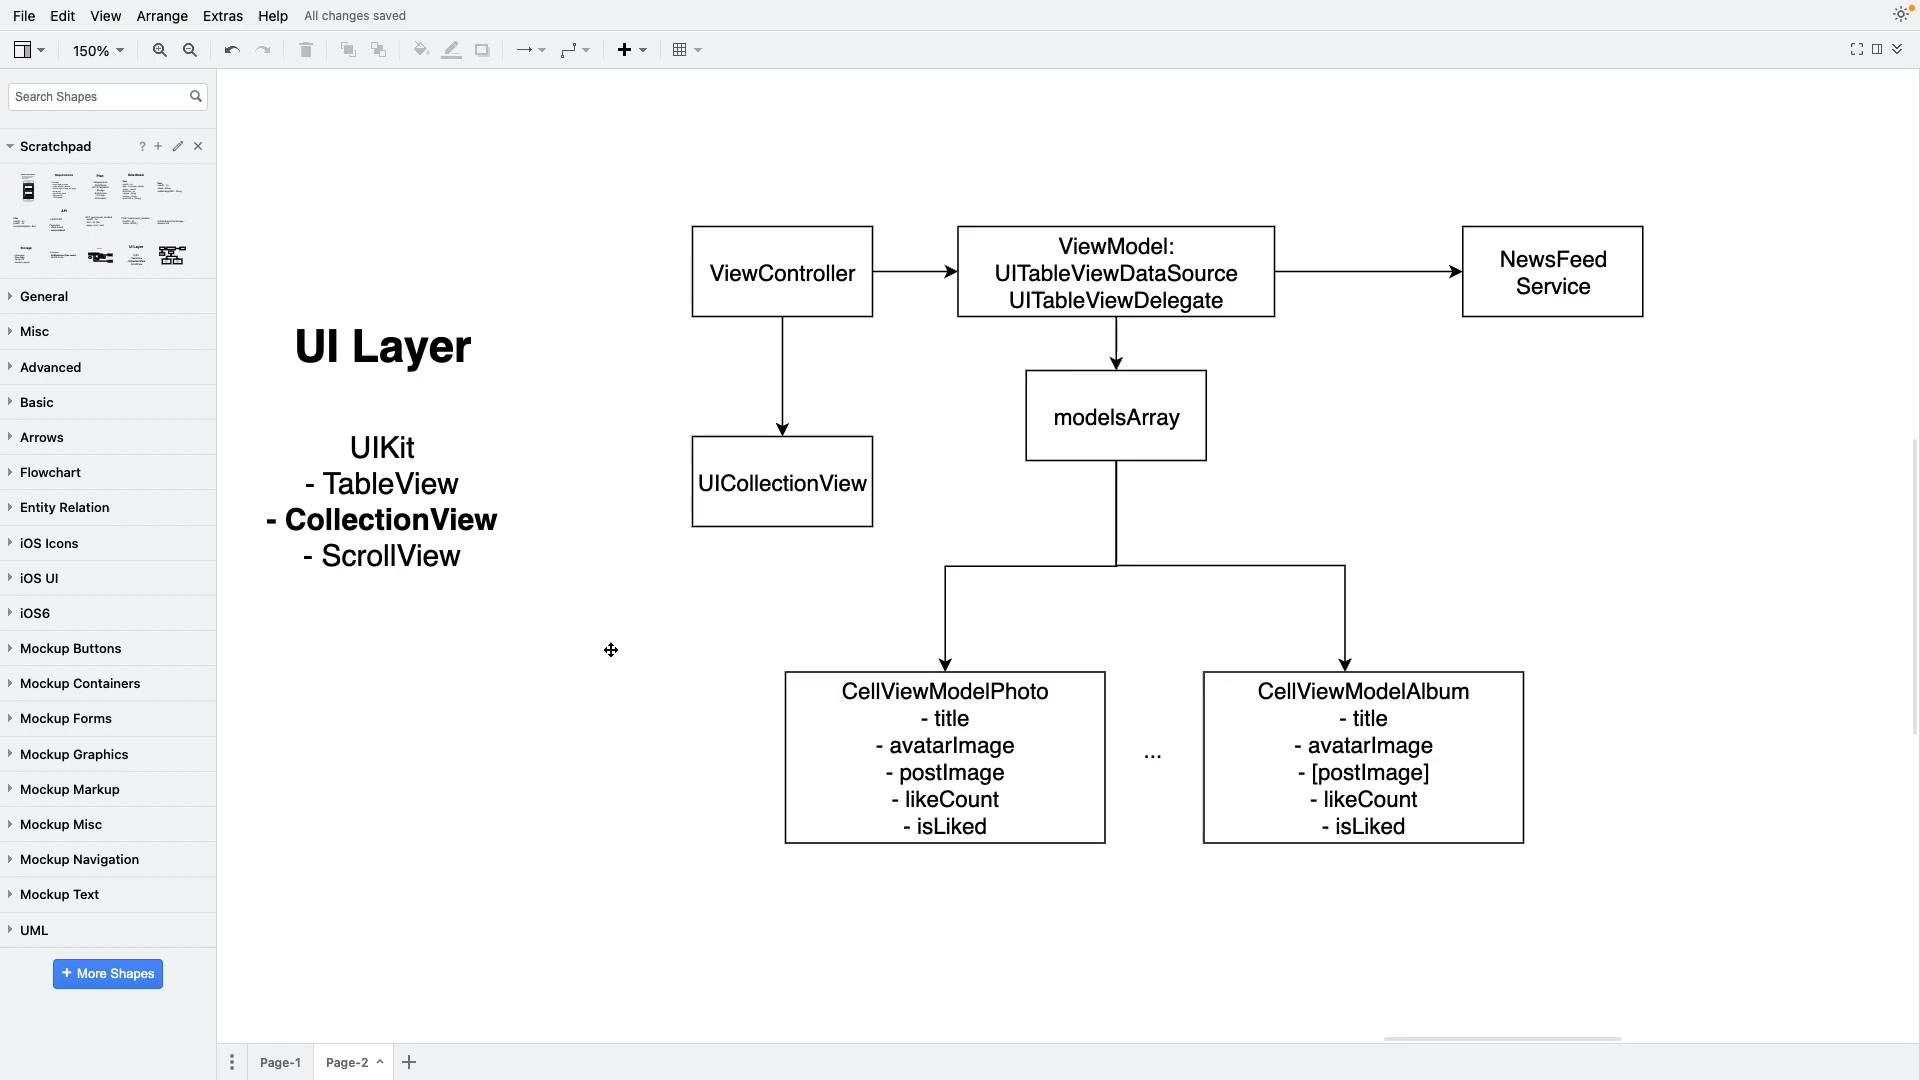 File Edit View Arrange Extras Help All changes saved
150%
Search Shapes
Scratchpad ? + ×
General
Misc
Advanced
Basic
Arrows
Flowchart
Entity Relation
iOS Icons
iOS UI
iOS6
Mockup Buttons
Mockup Containers
Mockup Forms
Mockup Graphics
Mockup Markup
Mockup Misc
Mockup Navigation
Mockup Text
UML
+ More Shapes
UI Layer
UIKit
- TableView
- CollectionView
- ScrollView
ViewController
ViewModel:
UITableViewDataSource
UITableViewDelegate
NewsFeed
Service
modelsArray
UICollectionView
CellViewModelPhoto
- title
- avatarImage
- postImage
- likeCount
- isLiked
...
CellViewModelAlbum
- title
- avatarImage
- [postImage]
- likeCount
- isLiked
Page-1 Page-2